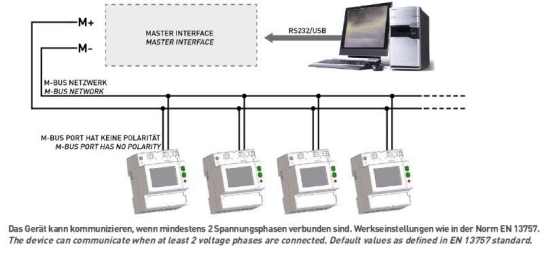 M+
M-
MASTER INTERFACE
MASTER INTERFACE
RS232/USB
M-BUS NETZWERK
M-BUS NETWORK
M-BUS PORT HAT KEINE POLARITÄT
M-BUS PORT HAS NO POLARITY
Das Gerät kann kommunizieren, wenn mindestens 2 Spannungsphasen verbunden sind. Werkseinstellungen wie in der Norm EN 13757.
The device can communicate when at least 2 voltage phases are connected. Default values as defined in EN 13757 standard.